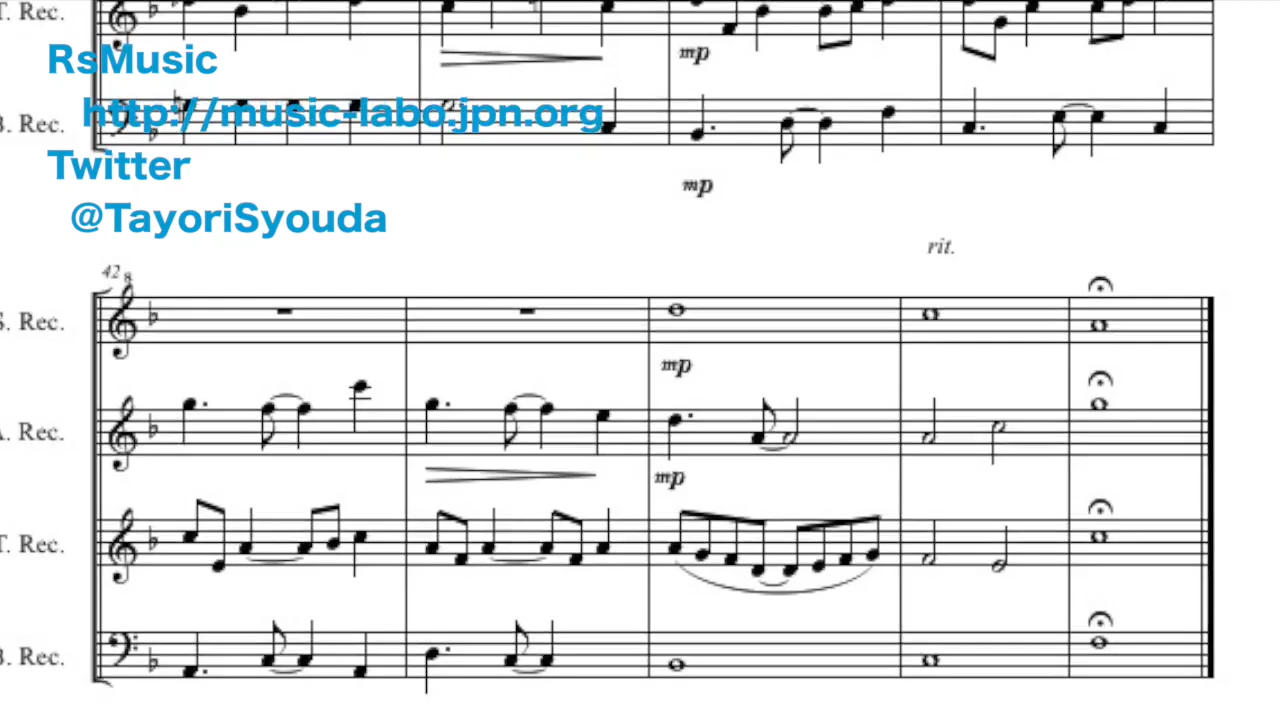 T. Rec.
mp
RsMusic
http://music-labo.jpn.org
B. Rec.
Twitter
mp
@TayoriSyouda
rit.
42
8
S. Rec.
mp
A. Rec.
mp
T. Rec.
B. Rec.